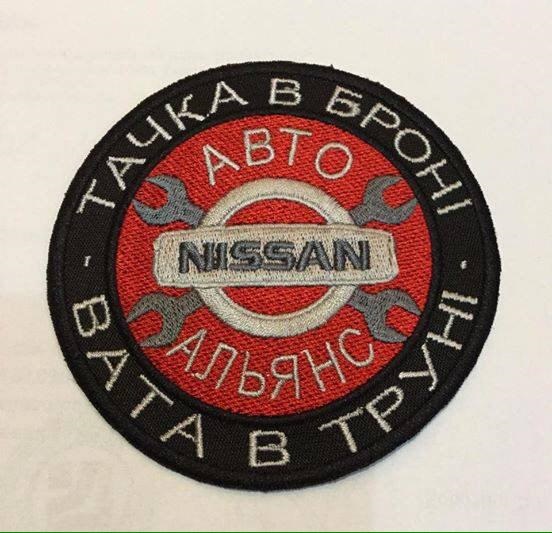 ТАЧКА В БРОНІ
АВТО
NISSAN
АЛЬЯНС
- ВАТА В ТРУНІ -